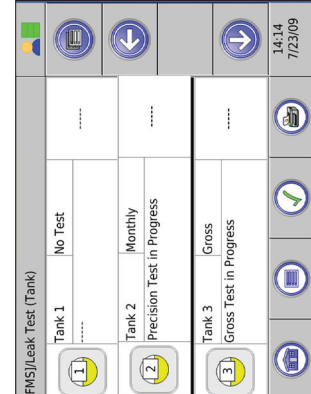 FMS]/Leak Test (Tank)
1
Tank 1
No Test
-----
-----
2
Tank 2
Monthly
Precision Test in Progress
-----
3
Tank 3
Gross
Gross Test in Progress
-----
14:14
7/23/09